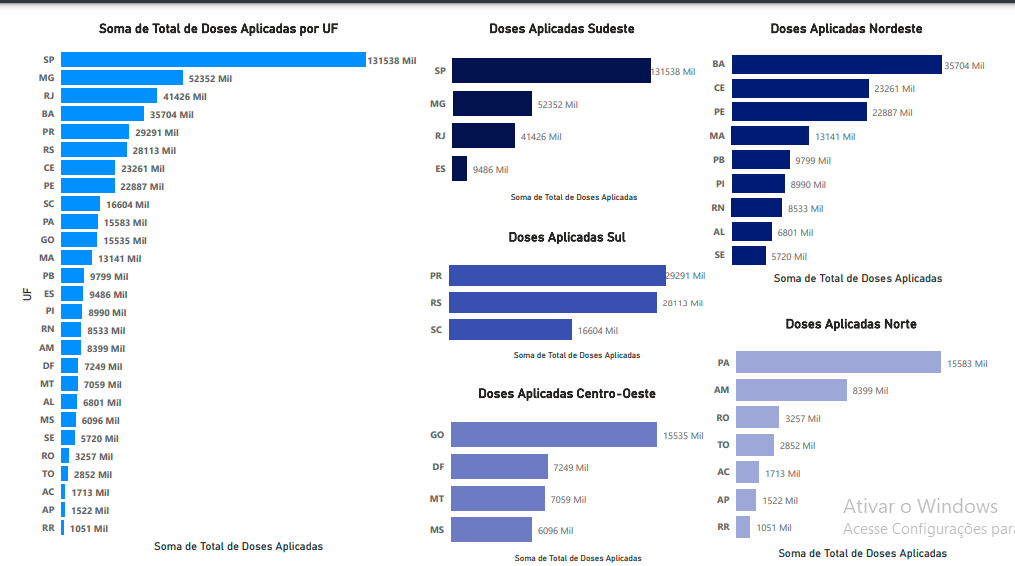 Soma de Total de Doses Aplicadas por UF
SP 131538 Mil
MG 52352 Mil
RJ 41426 Mil
BA 35704 Mil
PR 29291 Mil
RS 28113 Mil
CE 23261 Mil
PE 22887 Mil
SC 16604 Mil
PA 15583 Mil
GO 15535 Mil
MA 13141 Mil
PB 9799 Mil
ES 9486 Mil
PI 8990 Mil
RN 8533 Mil
AM 8399 Mil
DF 7249 Mil
MT 7059 Mil
AL 6801 Mil
MS 6096 Mil
SE 5720 Mil
RO 3257 Mil
TO 2852 Mil
AC 1713 Mil
AP 1522 Mil
RR 1051 Mil
UF
Soma de Total de Doses Aplicadas
Doses Aplicadas Sudeste
SP 131538 Mil
MG 52352 Mil
RJ 41426 Mil
ES 9486 Mil
Soma de Total de Doses Aplicadas
Doses Aplicadas Sul
PR 29291 Mil
RS 28113 Mil
SC 16604 Mil
Soma de Total de Doses Aplicadas
Doses Aplicadas Centro-Oeste
GO 15535 Mil
DF 7249 Mil
MT 7059 Mil
MS 6096 Mil
Soma de Total de Doses Aplicadas
Doses Aplicadas Nordeste
BA 35704 Mil
CE 23261 Mil
PE 22887 Mil
MA 13141 Mil
PB 9799 Mil
PI 8990 Mil
RN 8533 Mil
AL 6801 Mil
SE 5720 Mil
Soma de Total de Doses Aplicadas
Doses Aplicadas Norte
PA 15583 Mil
AM 8399 Mil
RO 3257 Mil
TO 2852 Mil
AC 1713 Mil
AP 1522 Mil
RR 1051 Mil
Soma de Total de Doses Aplicadas
Ativar o Windows
Acesse Configurações para